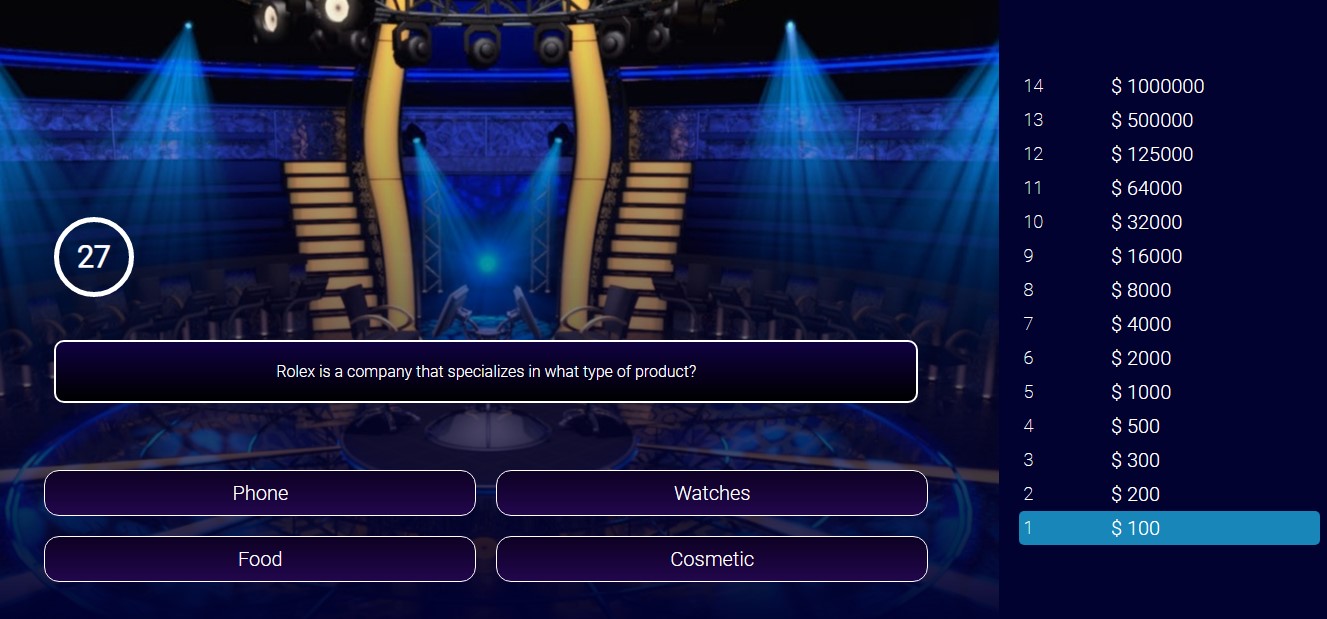 27
Rolex is a company that specializes in what type of product?
Phone
Watches
Food
Cosmetic
14 $ 1000000
13 $ 500000
12 $ 125000
11 $ 64000
10 $ 32000
9 $ 16000
8 $ 8000
7 $ 4000
6 $ 2000
5 $ 1000
4 $ 500
3 $ 300
2 $ 200
1 $ 100